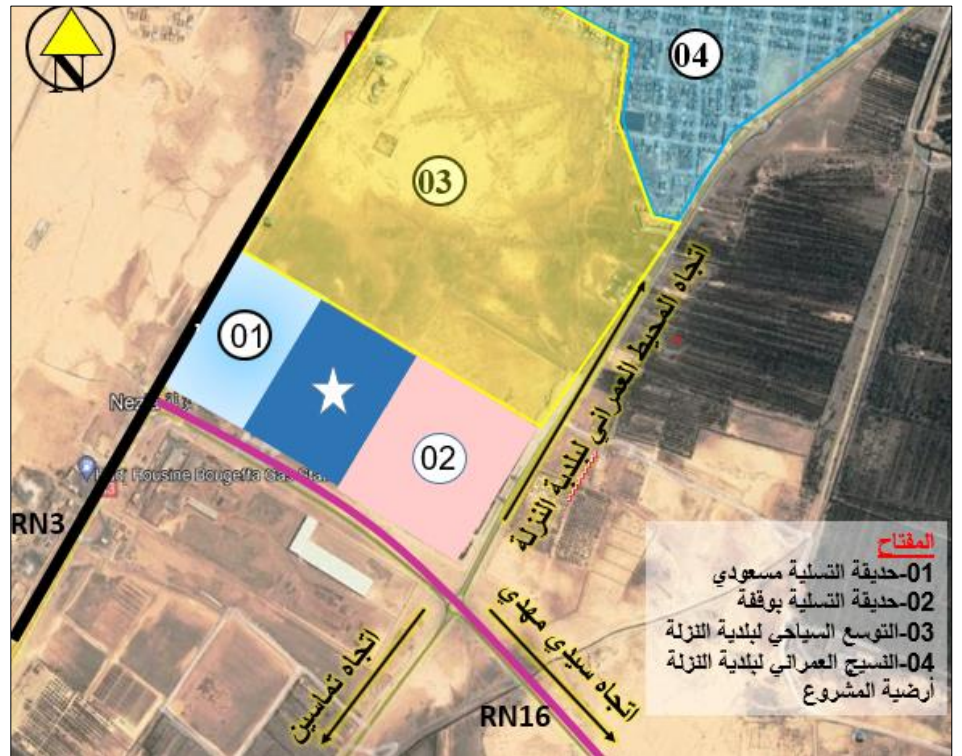 N
04
03
01
02
اتجاه المحيط العمراني لبلدية النزلة
RN3
اتجاه تماسين
اتجاه سيدي مهدي
RN16
المفتاح
01-حديقة التسلية مسعودي
02-حديقة التسلية بوقفة
03-التوسع السياحي لبلدية النزلة
04-النسيج العمراني لبلدية النزلة
أرضية المشروع